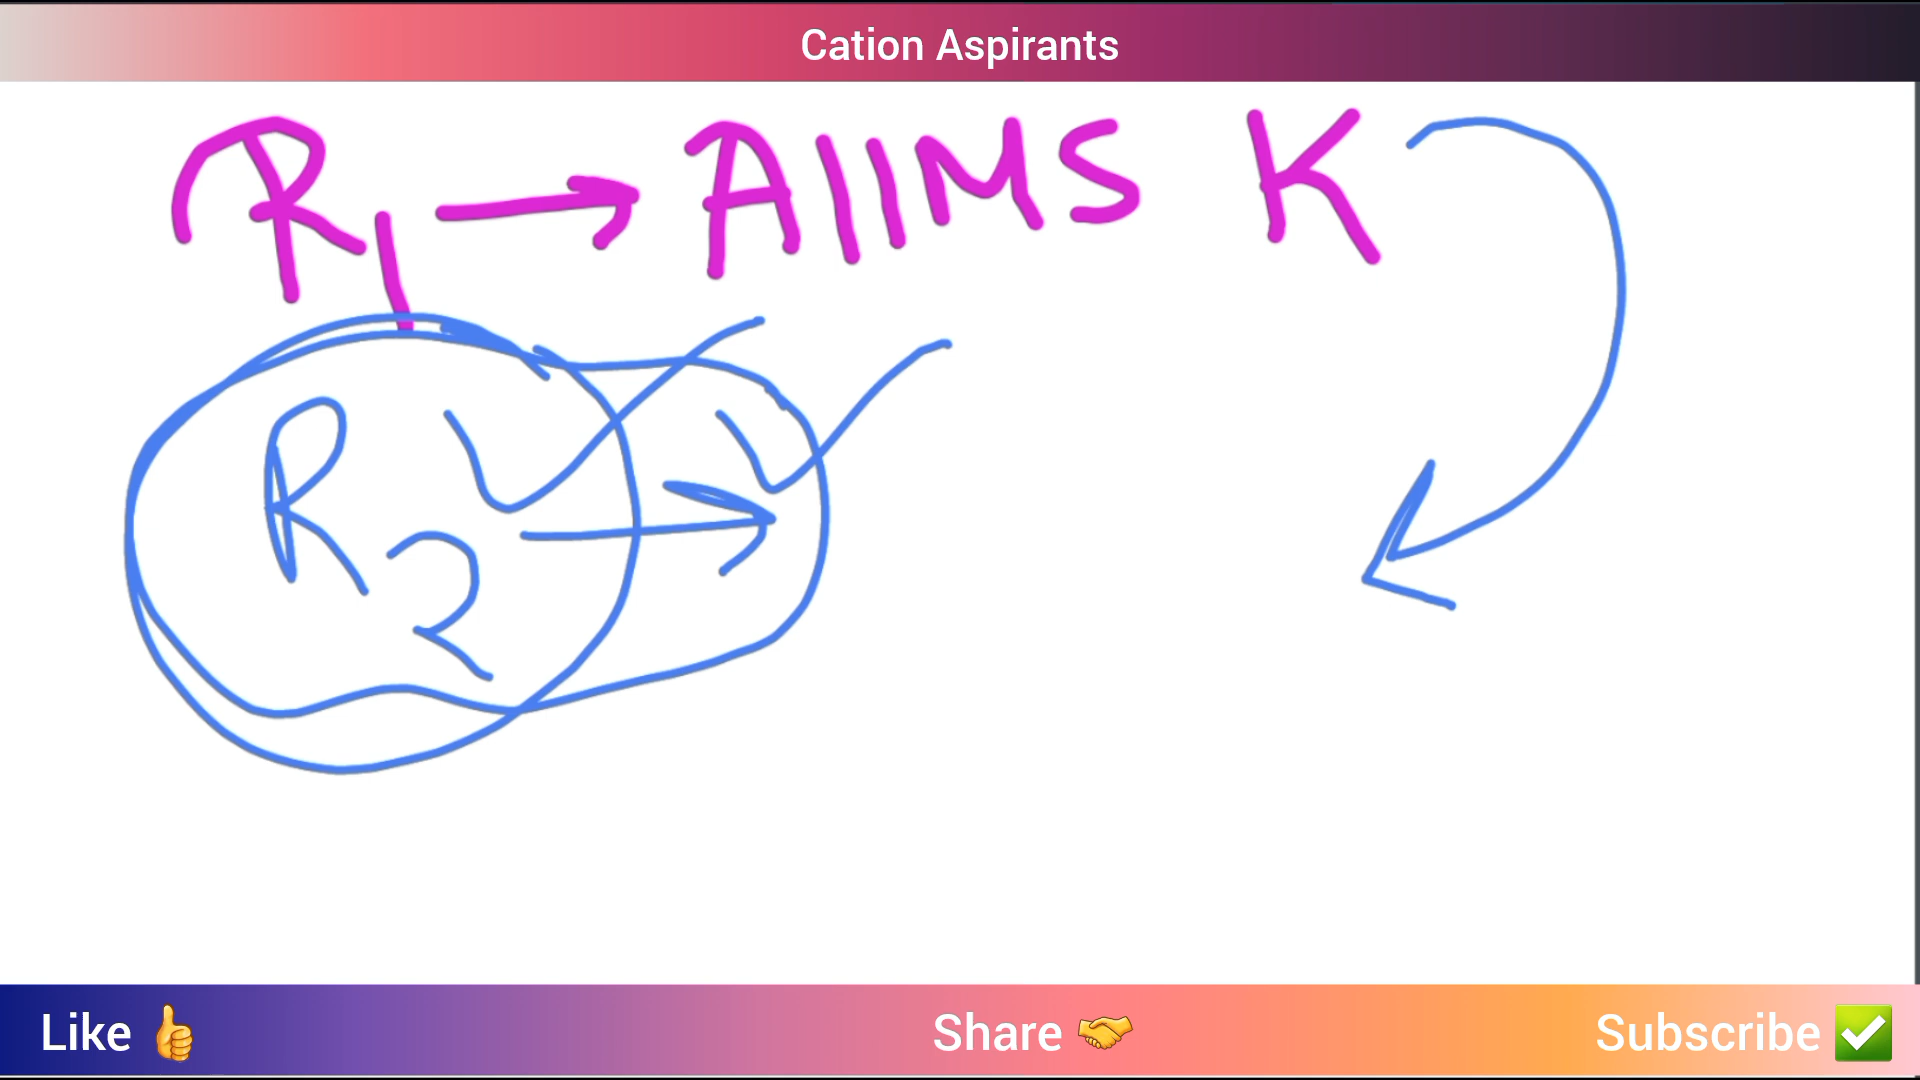 Cation Aspirants
R1 → AIIMS K
R2 →
Like 👍
Share 🤝
Subscribe ✅